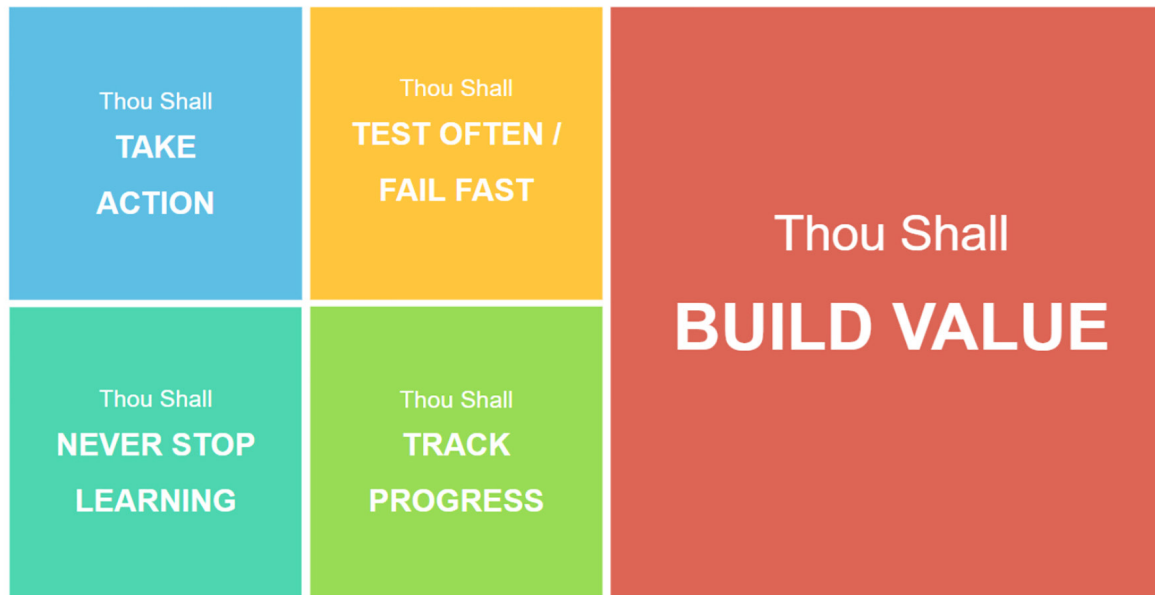 Thou Shall
TAKE
ACTION
Thou Shall
TEST OFTEN /
FAIL FAST
Thou Shall
NEVER STOP
LEARNING
Thou Shall
TRACK
PROGRESS
Thou Shall
BUILD VALUE